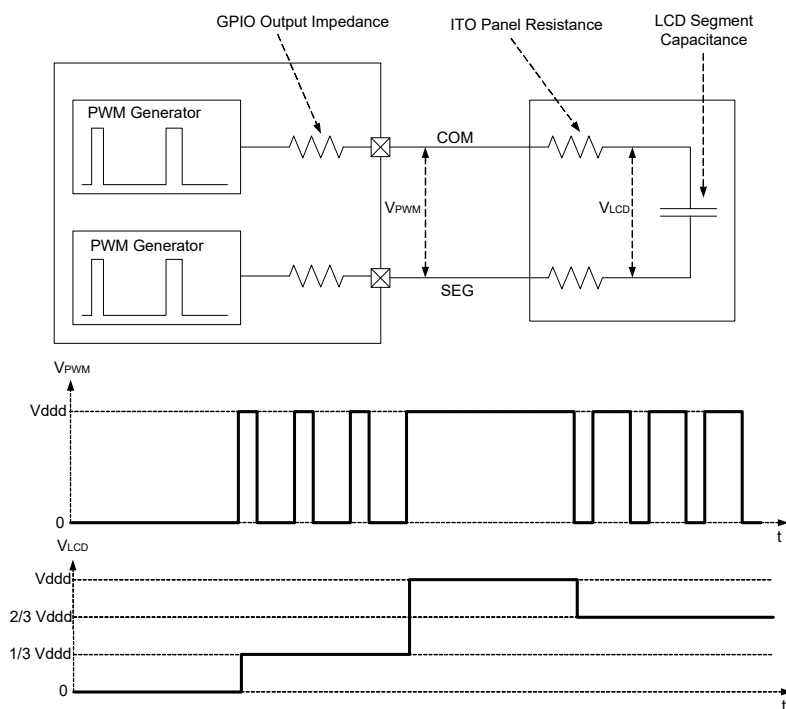 GPIO Output Impedance
ITO Panel Resistance
LCD Segment
Capacitance
PWM Generator
COM
VPWM
VLCD
PWM Generator
SEG
VPWM
Vddd
0
t
VLCD
Vddd
2/3 Vddd
1/3 Vddd
0
t